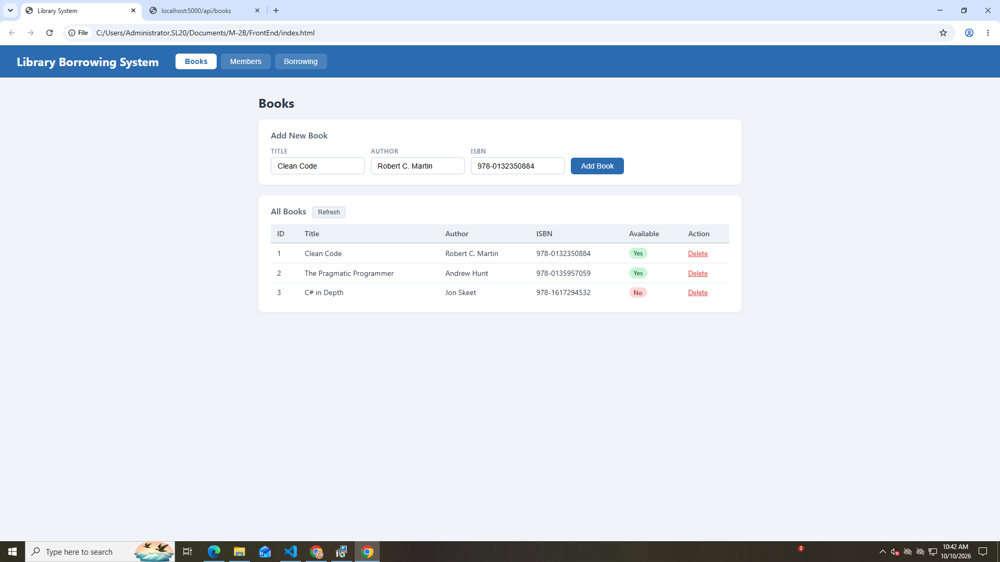 Library System
localhost:5000/api/books
File
C:/Users/Administrator.SL20/Documents/M-2B/FrontEnd/index.html
Library Borrowing System
Books
Members
Borrowing
Books
Add New Book
TITLE
AUTHOR
ISBN
Clean Code
Robert C. Martin
978-0132350884
Add Book
All Books
Refresh
ID Title Author ISBN Available Action
1 Clean Code Robert C. Martin 978-0132350884 Yes Delete
2 The Pragmatic Programmer Andrew Hunt 978-0135957059 Yes Delete
3 C# in Depth Jon Skeet 978-1617294532 No Delete
Type here to search
2
10:42 AM
10/10/2026